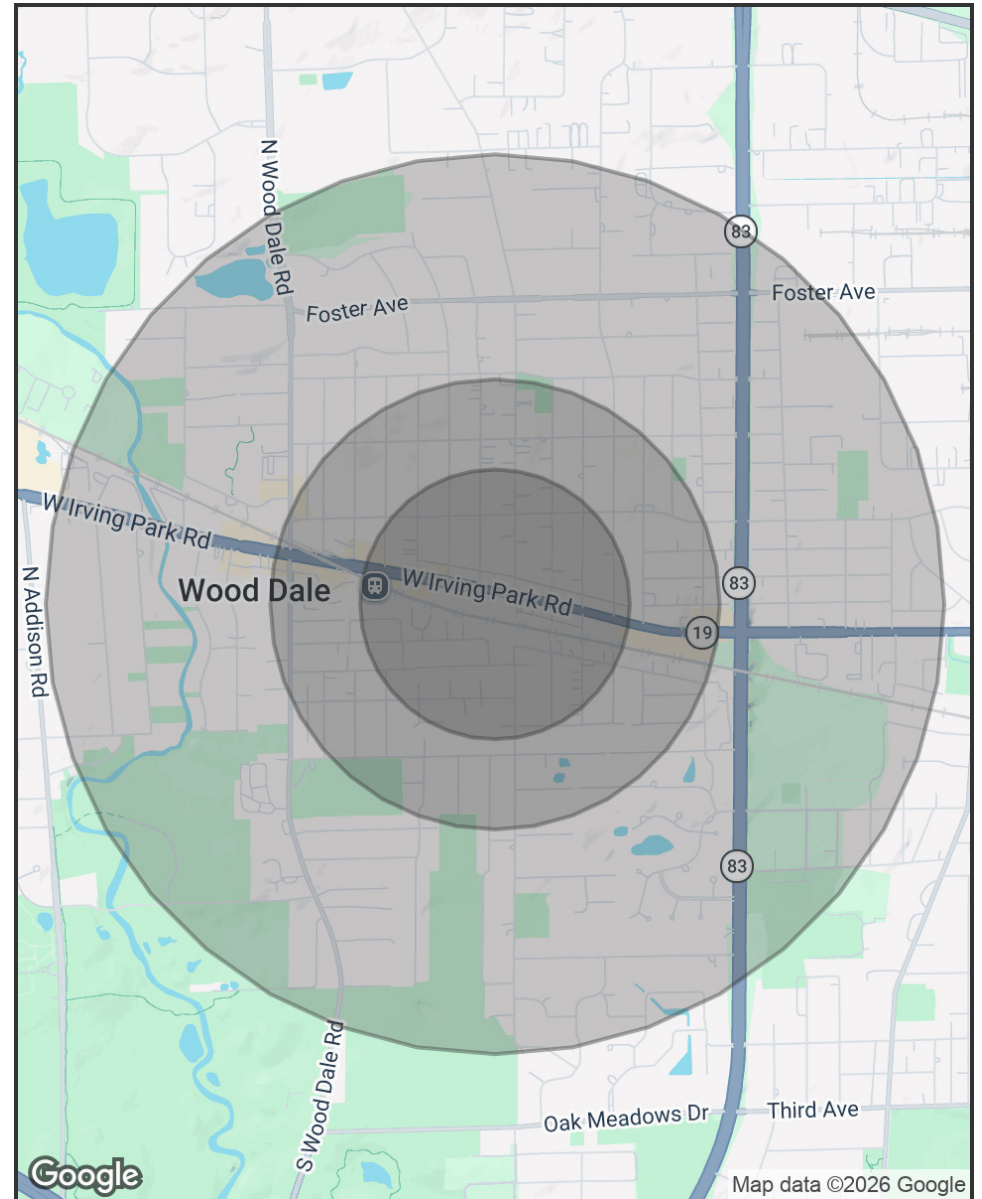 N Wood Dale Rd
83
Foster Ave
Foster Ave
W Irving Park Rd
Wood Dale
W Irving Park Rd
83
19
N Addison Rd
83
S Wood Dale Rd
Oak Meadows Dr
Third Ave
Google
Map data ©2026 Google